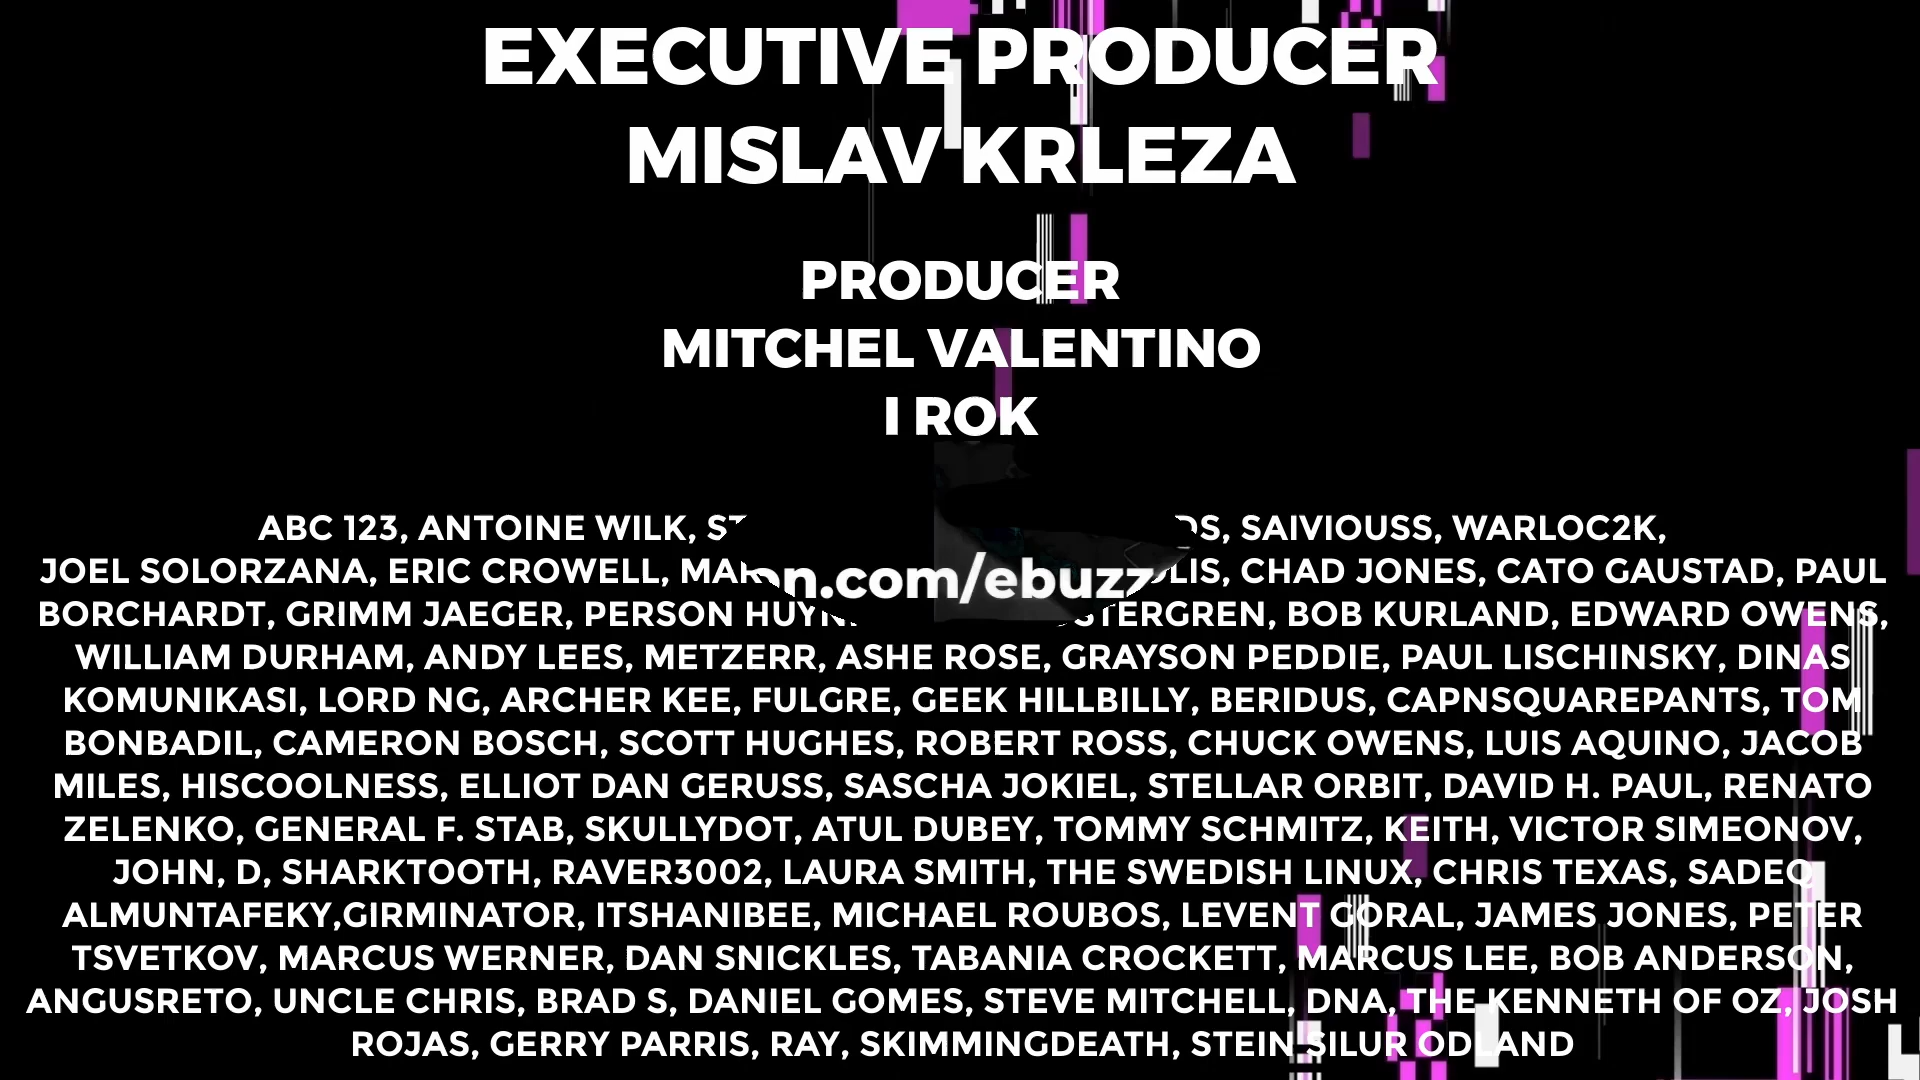 EXECUTIVE PRODUCER
MISLAV KRLEZA
PRODUCER
MITCHEL VALENTINO
I ROK
ABC 123, ANTOINE WILK, SAIVIOUSS, WARLOC2K,
JOEL SOLORZANA, ERIC CROWELL, n.com/ebuzz CHAD JONES, CATO GAUSTAD, PAUL
BORCHARDT, GRIMM JAEGER, PERSON BOB KURLAND, EDWARD OWENS,
WILLIAM DURHAM, ANDY LEES, METZERR, ASHE ROSE, GRAYSON PEDDIE, PAUL LISCHINSKY, DINAS
KOMUNIKASI, LORD NG, ARCHER KEE, FULGRE, GEEK HILLBILLY, BERIDUS, CAPNSQUAREPANTS, TOM
BONBADIL, CAMERON BOSCH, SCOTT HUGHES, ROBERT ROSS, CHUCK OWENS, LUIS AQUINO, JACOB
MILES, HISCOOLNESS, ELLIOT DAN GERUSS, SASCHA JOKIEL, STELLAR ORBIT, DAVID H. PAUL, RENATO
ZELENKO, GENERAL F. STAB, SKULLYDOT, ATUL DUBEY, TOMMY SCHMITZ, KEITH, VICTOR SIMEONOV,
JOHN, D, SHARKTOOTH, RAVER3002, LAURA SMITH, THE SWEDISH LINUX, CHRIS TEXAS, SADEQ
ALMUNTAFEKY,GIRMINATOR, ITSHANIBEE, MICHAEL ROUBOS, LEVENT GORAL, JAMES JONES, PETER
TSVETKOV, MARCUS WERNER, DAN SNICKLES, TABANIA CROCKETT, MARCUS LEE, BOB ANDERSON,
ANGUSRETO, UNCLE CHRIS, BRAD S, DANIEL GOMES, STEVE MITCHELL, DNA, THE KENNETH OF OZ, JOSH
ROJAS, GERRY PARRIS, RAY, SKIMMINGDEATH, STEIN SILUR ODLAND